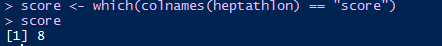 > score <- which(colnames(heptathlon) == "score")
> score
[1] 8